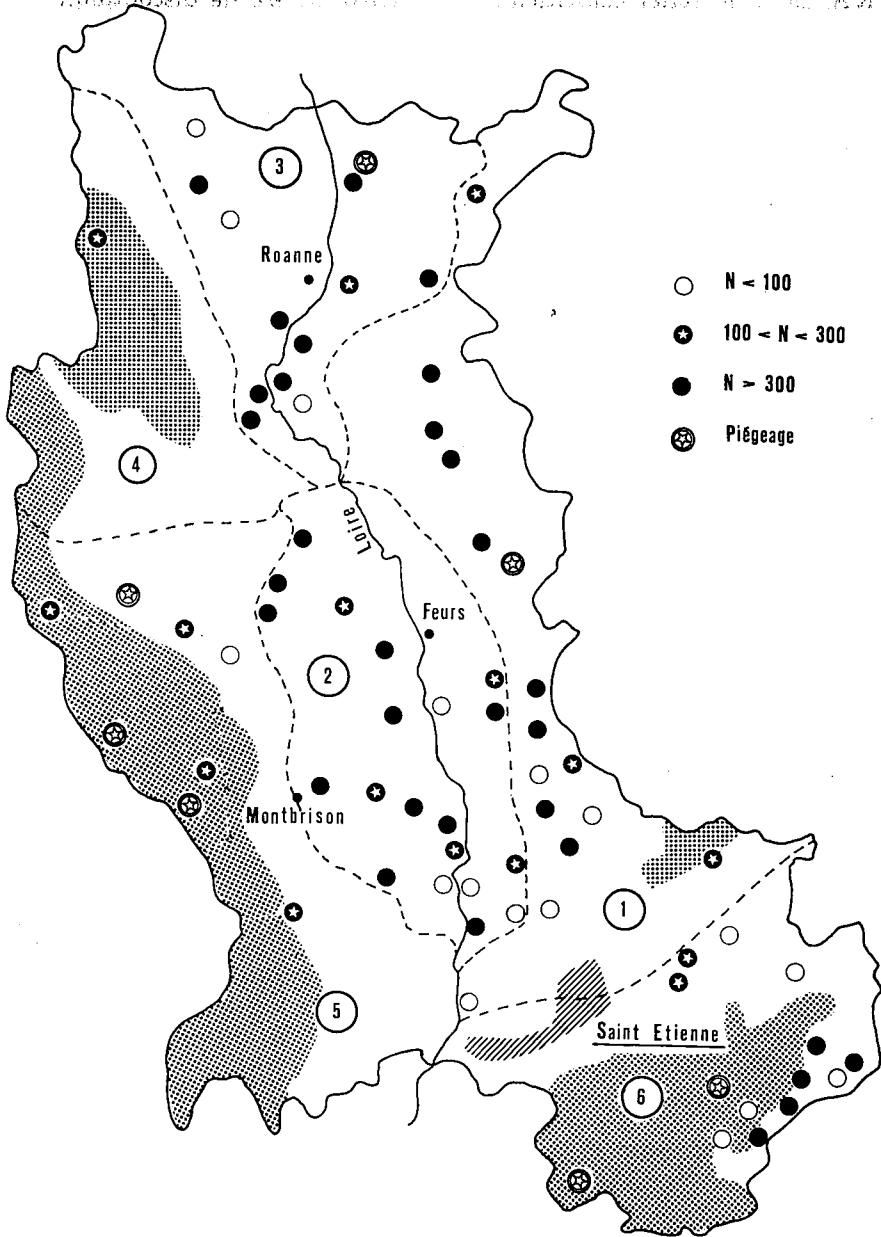 3
Roanne
N < 100
100 < N < 300
N > 300
Piégeage
4
Loire
Feurs
2
Montbrison
1
5
Saint Etienne
6